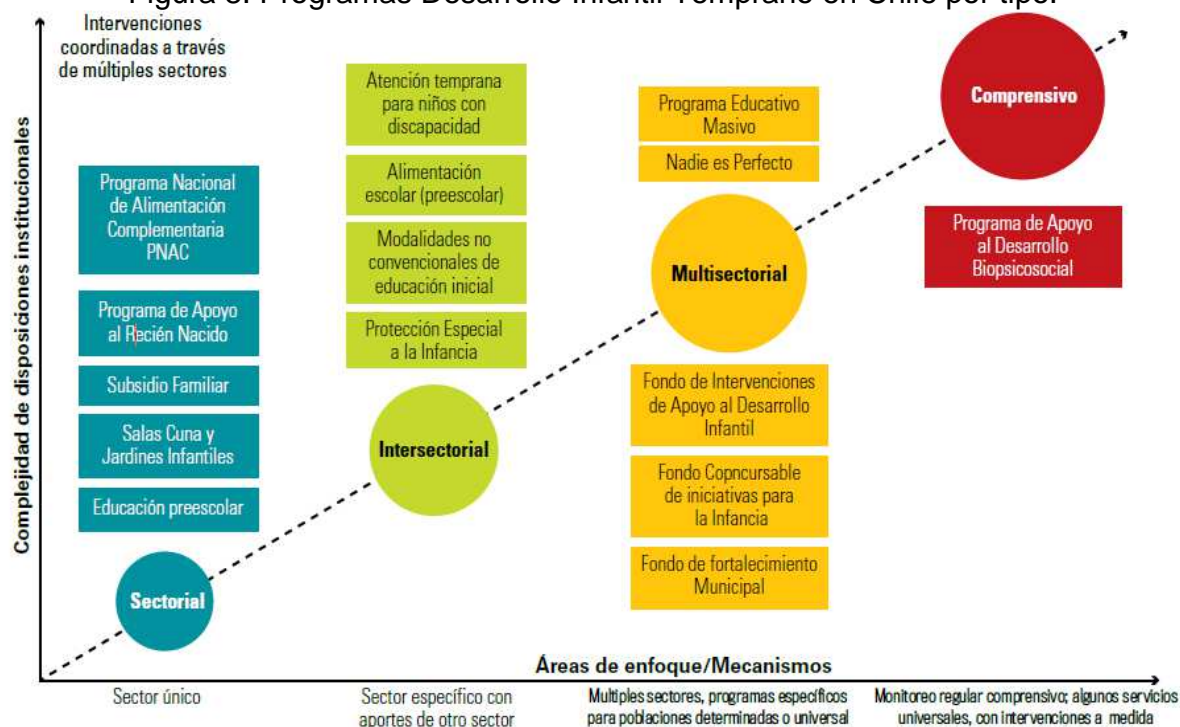 Figura 3. Programas Desarrollo Infantil Temprano en Chile por tipo.
Intervenciones
coordinadas a través
de múltiples sectores
Complejidad de disposiciones institucionales
Programa Nacional
de Alimentación
Complementaria
PNAC
Programa de Apoyo
al Recién Nacido
Subsidio Familiar
Salas Cuna y
Jardines Infantiles
Educación preescolar
Sectorial
Atención temprana
para niños con
discapacidad
Alimentación
escolar (preescolar)
Modalidades no
convencionales de
educación inicial
Protección Especial
a la Infancia
Intersectorial
Programa Educativo
Masivo
Nadie es Perfecto
Multisectorial
Fondo de Intervenciones
de Apoyo al Desarrollo
Infantil
Fondo Copncursable
de iniciativas para
la Infancia
Fondo de fortalecimiento
Municipal
Comprensivo
Programa de Apoyo
al Desarrollo
Biopsicosocial
Áreas de enfoque/Mecanismos
Sector único
Sector específico con
aportes de otro sector
Multiples sectores, programas específicos
para poblaciones determinadas o universal
Monitoreo regular comprensivo; algunos servicios
universales, con intervenciones a medida